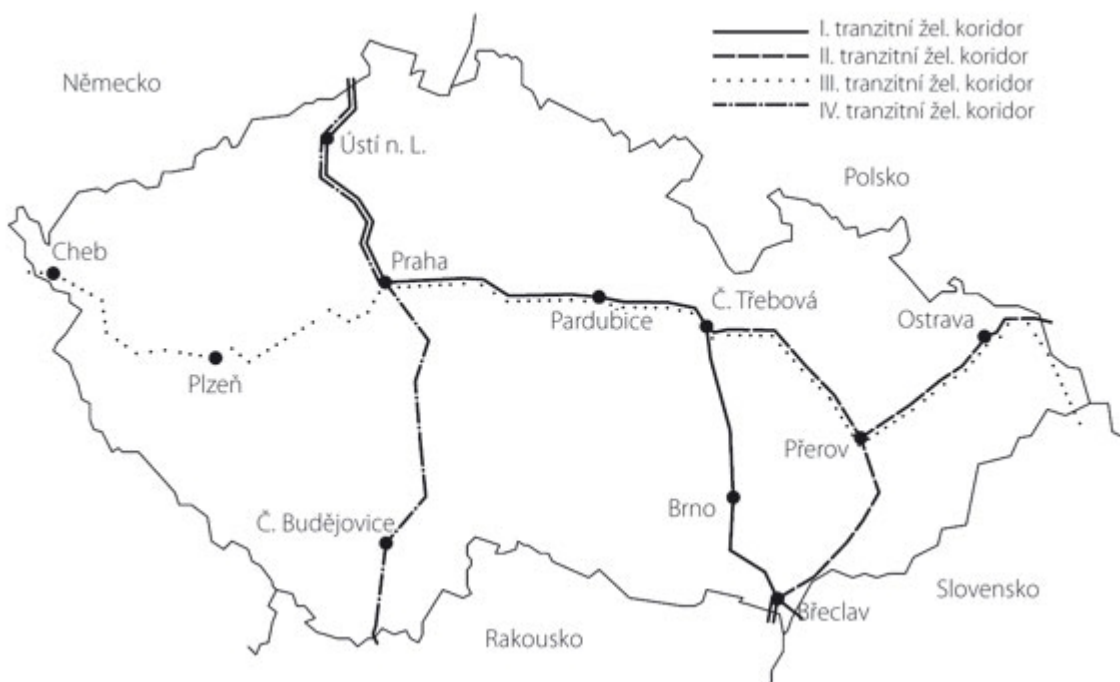 I. tranzitní žel. koridor
II. tranzitní žel. koridor
III. tranzitní žel. koridor
IV. tranzitní žel. koridor
Německo
Ústí n. L.
Polsko
Cheb
Praha
Pardubice
Č. Třebová
Ostrava
Plzeň
Přerov
Brno
Č. Budějovice
Břeclav
Slovensko
Rakousko